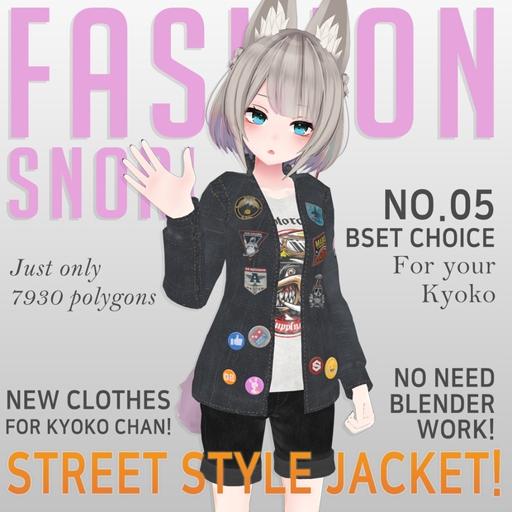 FASHION
SNOR
NO.05
BSET CHOICE
For your
Kyoko
Just only
7930 polygons
NEW CLOTHES
FOR KYOKO CHAN!
NO NEED
BLENDER
WORK!
STREET STYLE JACKET!